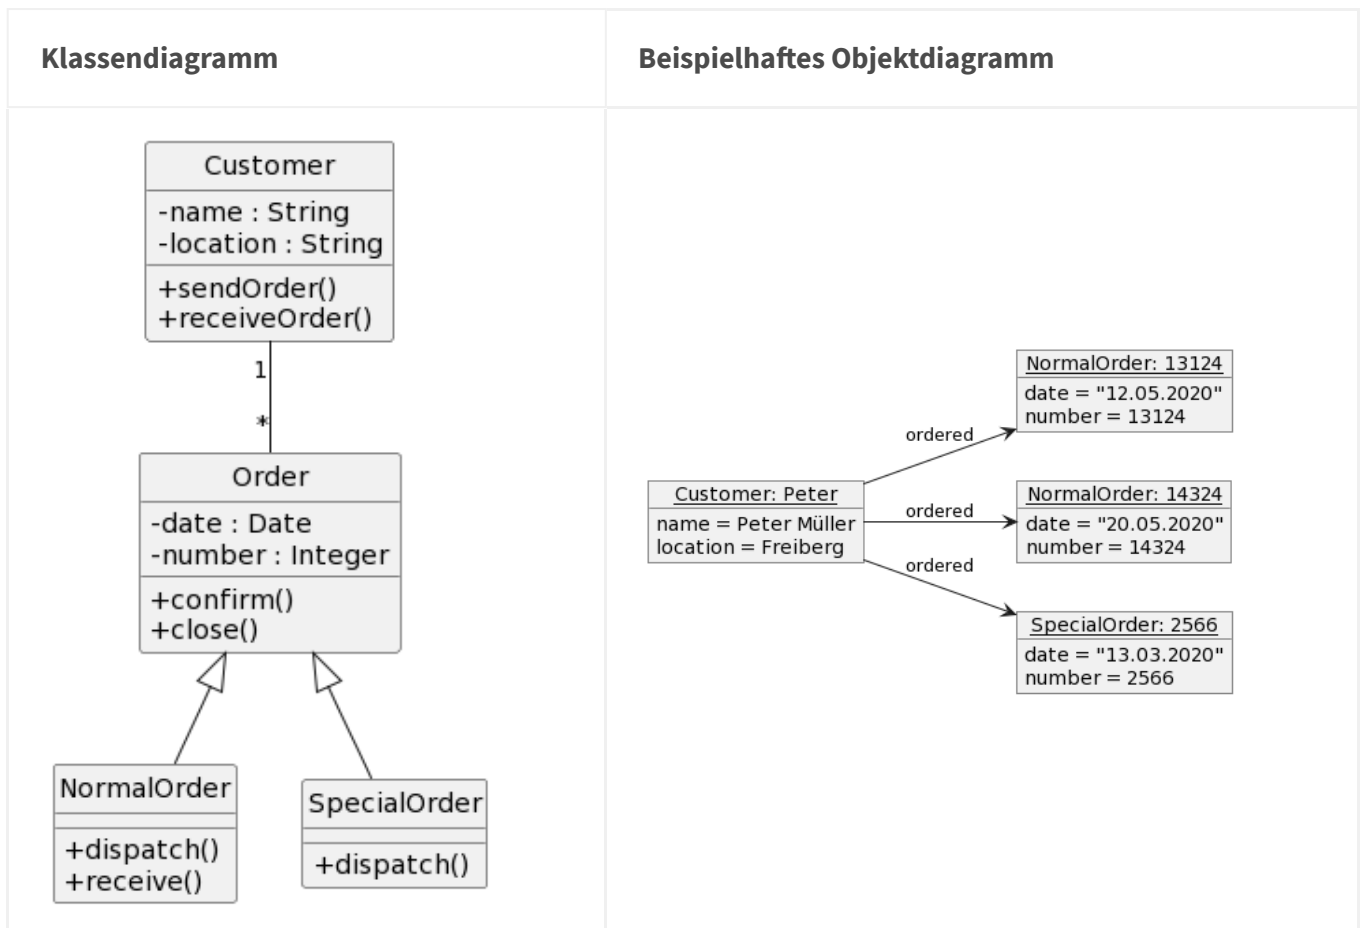 Klassendiagramm
Beispielhaftes Objektdiagramm
Customer
-name : String
-location : String
+sendOrder()
+receiveOrder()
1
*
Order
-date : Date
-number : Integer
+confirm()
+close()
NormalOrder
+dispatch()
+receive()
SpecialOrder
+dispatch()
Customer: Peter
name = Peter Müller
location = Freiberg
ordered
ordered
ordered
NormalOrder: 13124
date = "12.05.2020"
number = 13124
NormalOrder: 14324
date = "20.05.2020"
number = 14324
SpecialOrder: 2566
date = "13.03.2020"
number = 2566